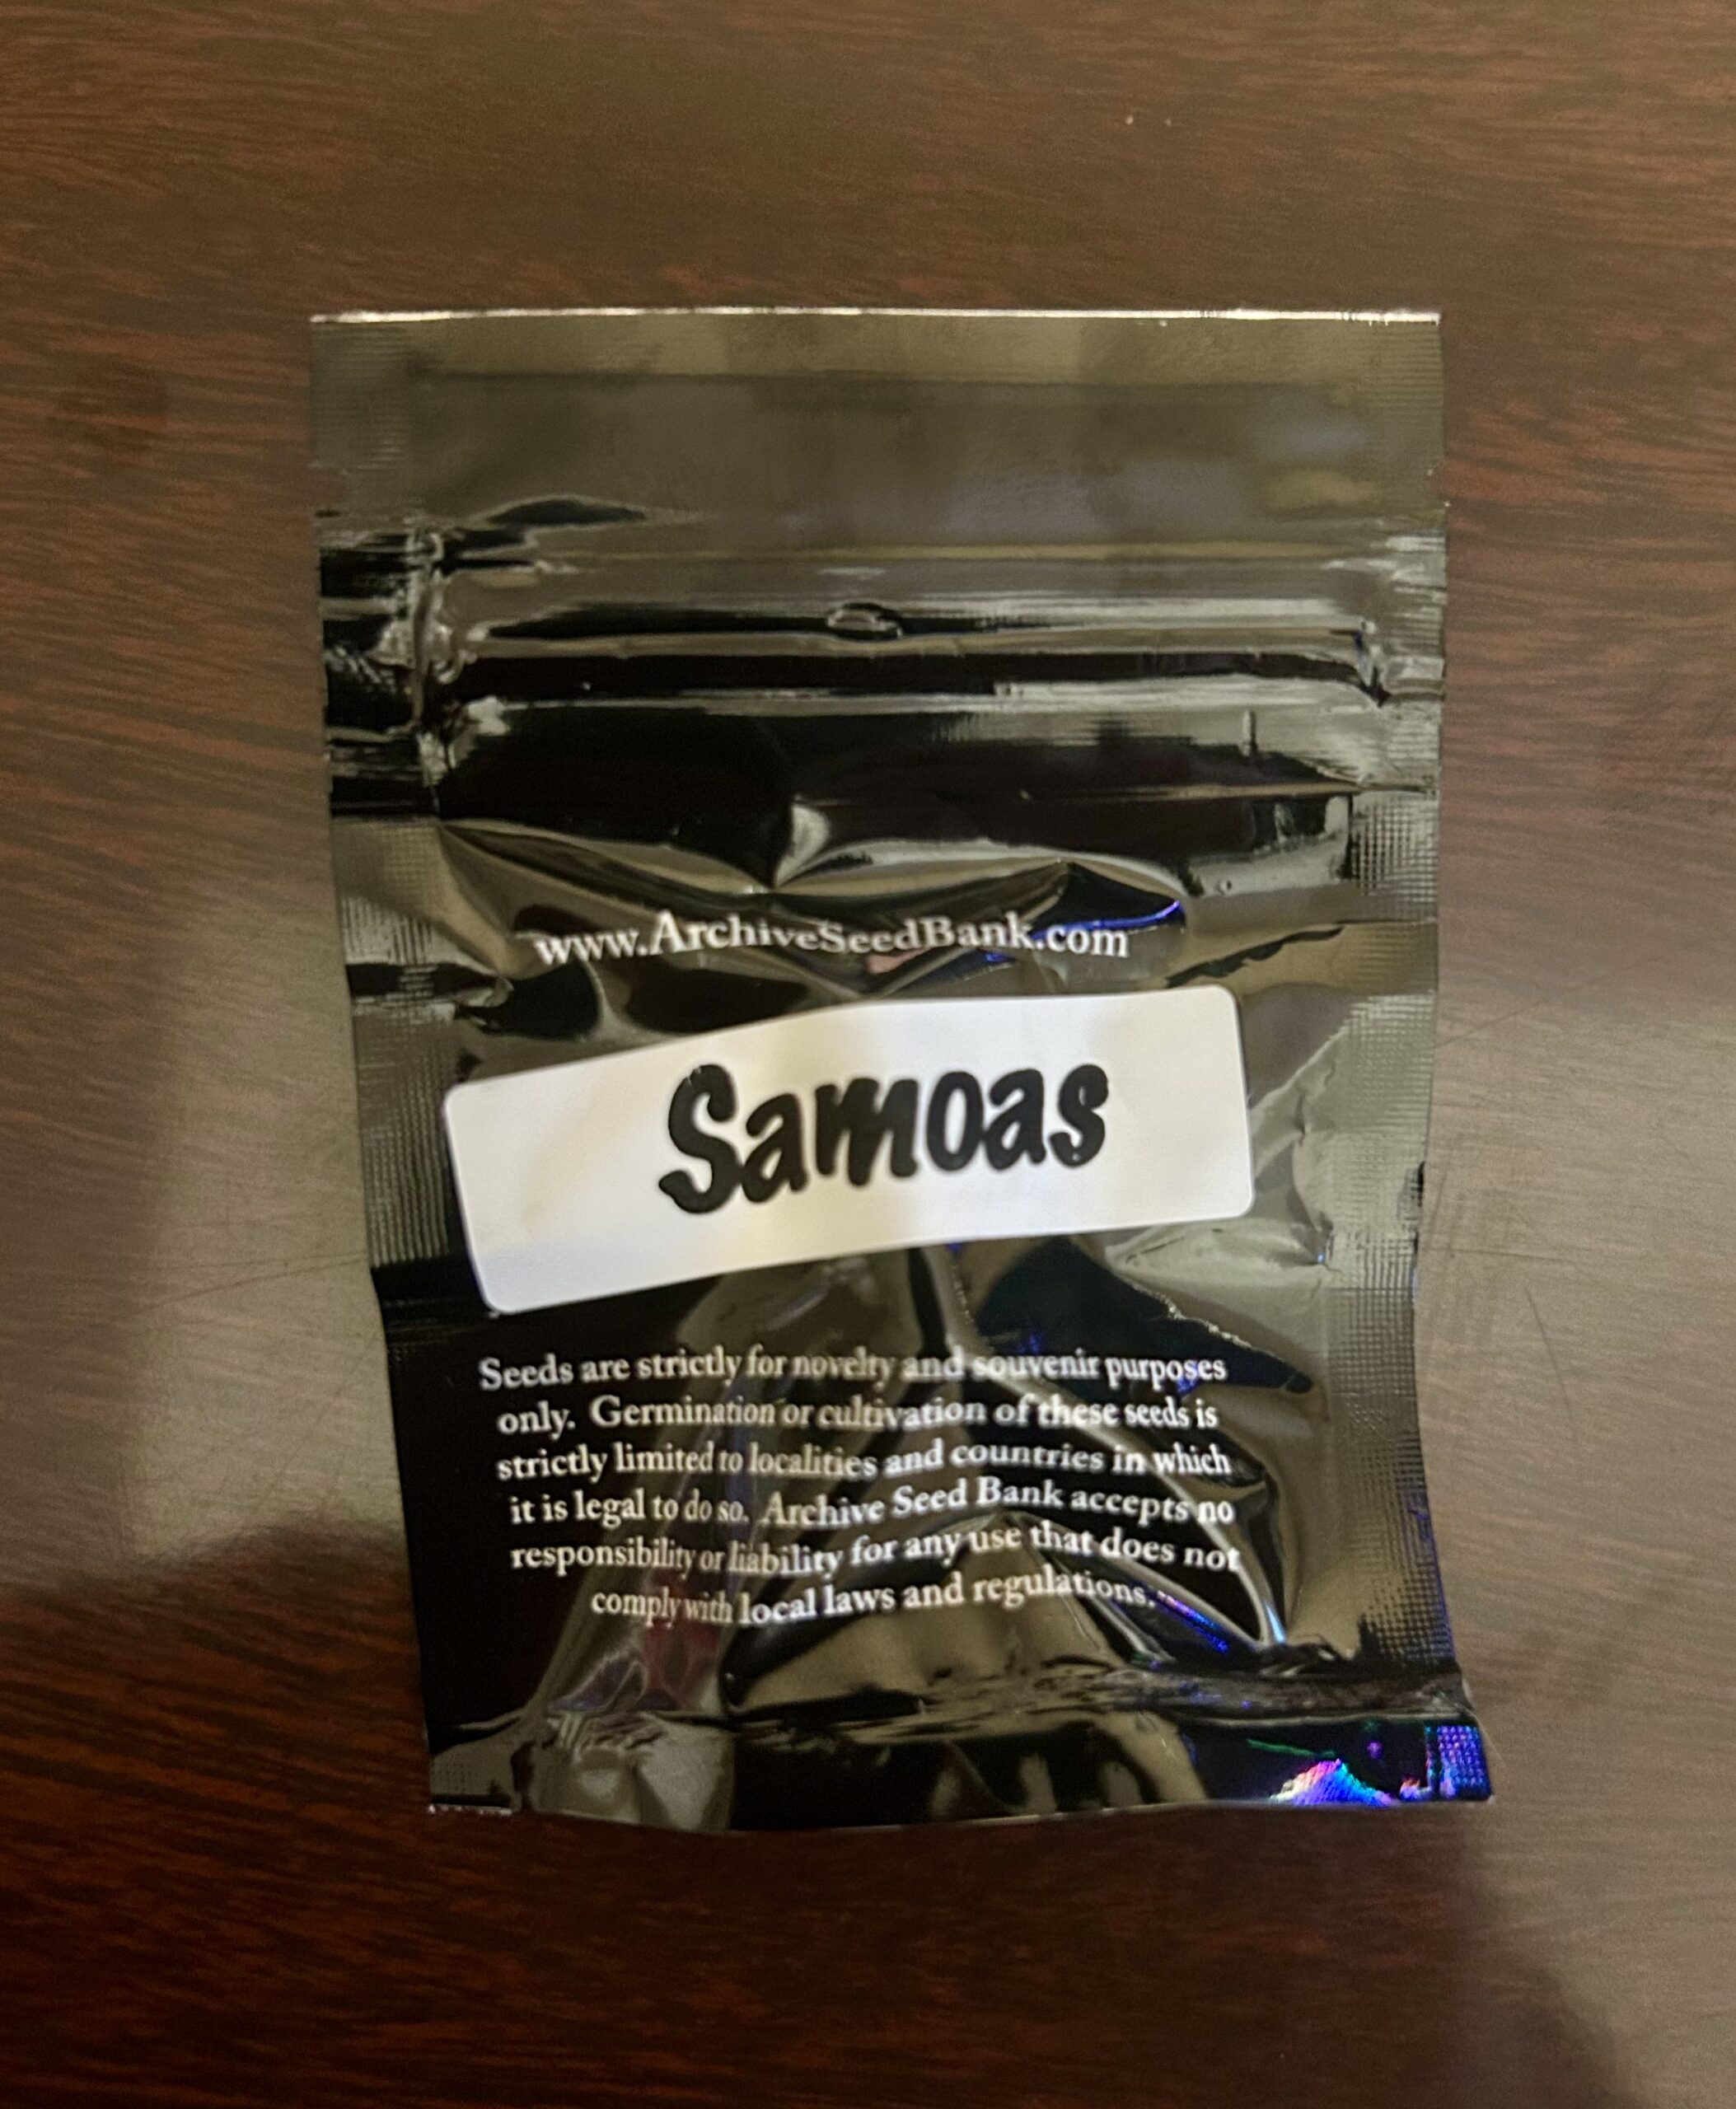 www.ArchiveSeedBank.com
Samoas
Seeds are strictly for novelty and souvenir purposes
only. Germination or cultivation of these seeds is
strictly limited to localities and countries in which
it is legal to do so. Archive Seed Bank accepts no
responsibility or liability for any use that does not
comply with local laws and regulations.